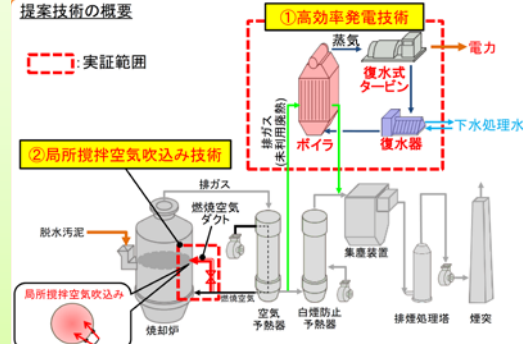 提案技術の概要
:実証範囲
①高効率発電技術
蒸気
電力
復水式
タービン
排ガス
(未利用廃熱)
ボイラ
復水器
下水処理水
②局所撹拌空気吹込み技術
排ガス
燃焼空気
ダクト
脱水汚泥
集塵装置
局所撹拌空気吹込み
燃焼空気
焼却炉
空気
予熱器
白煙防止
予熱器
排煙処理塔
煙突